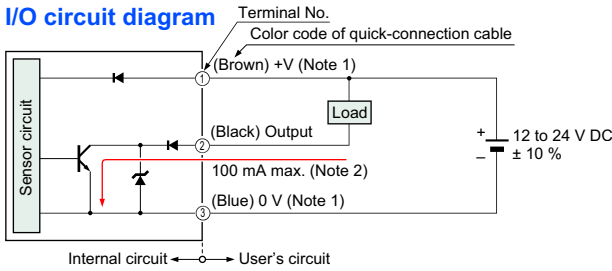 I/O circuit diagram
Terminal No.
Color code of quick-connection cable
(Brown) +V (Note 1)
1
Load
Sensor circuit
(Black) Output
2
+
12 to 24 V DC
–
± 10 %
100 mA max. (Note 2)
(Blue) 0 V (Note 1)
3
Internal circuit
User's circuit